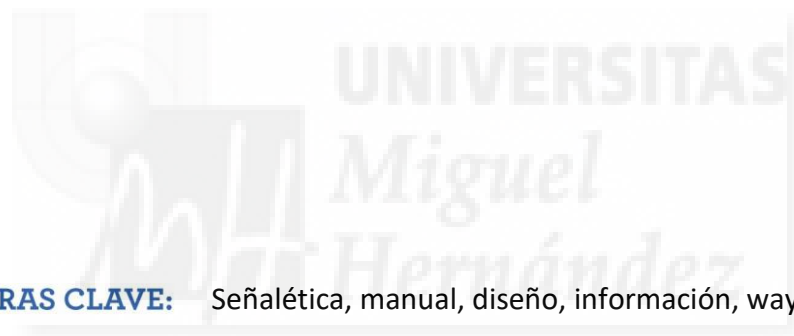 UNIVERSITAS
Miguel
Hernández
RAS CLAVE: Señalética, manual, diseño, información, way